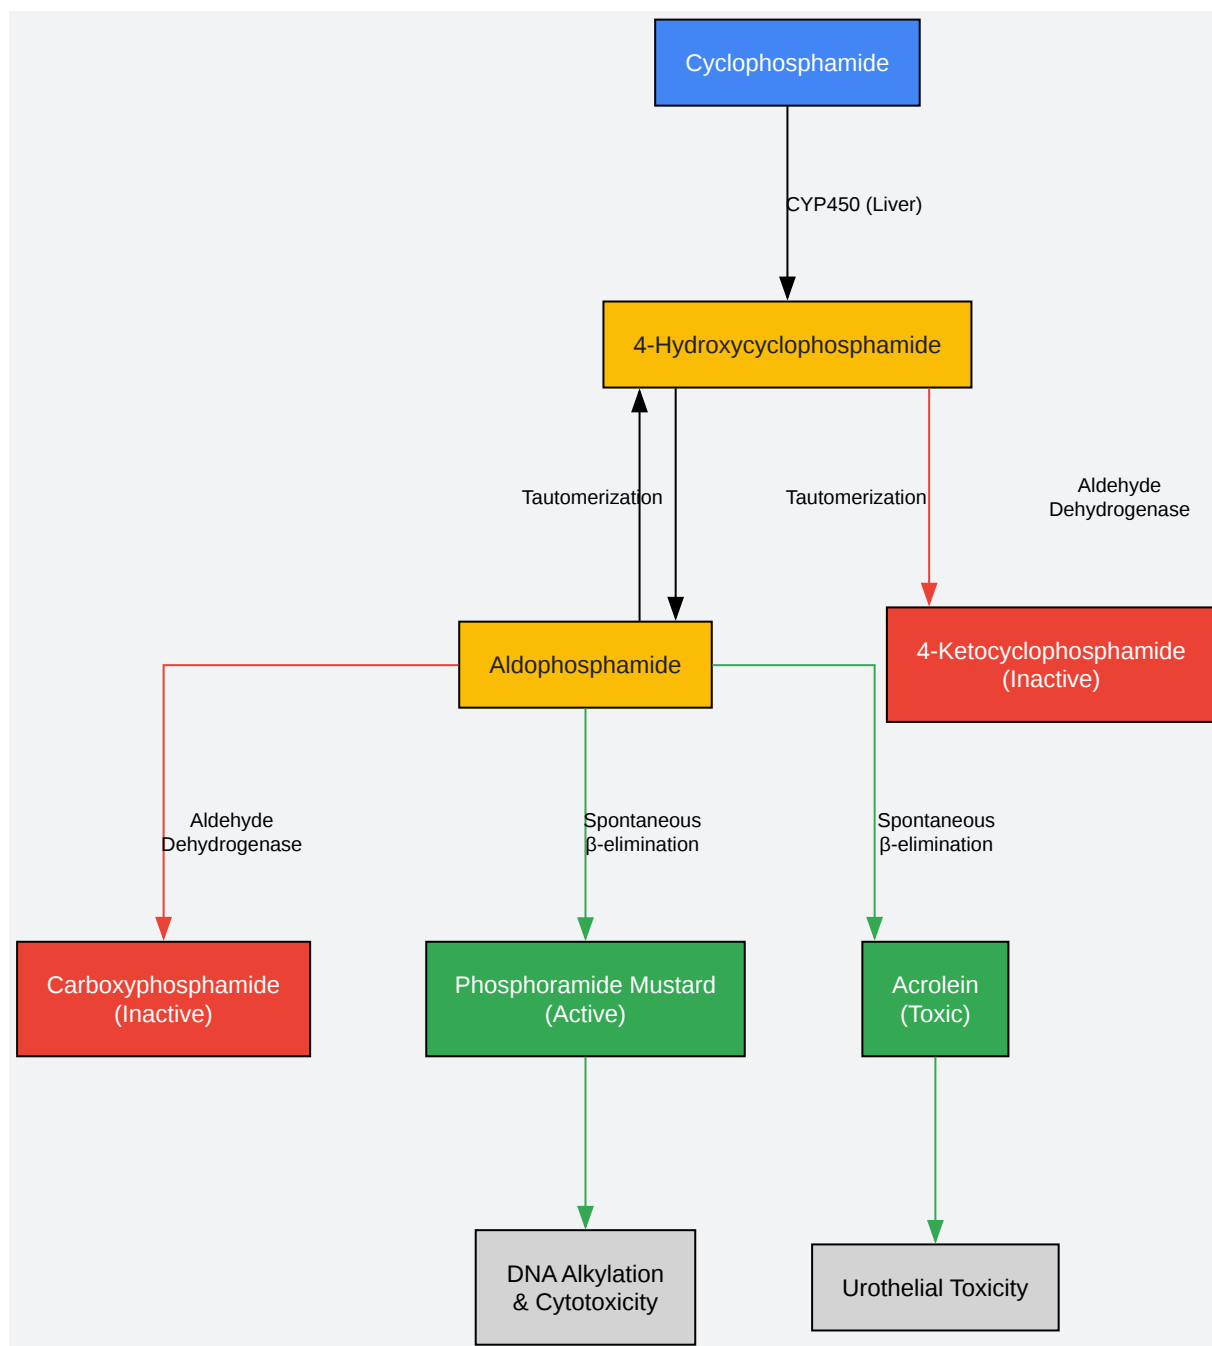 Cyclophosphamide
CYP450 (Liver)
4-Hydroxycyclophosphamide
Tautomerization
Tautomerization
Aldehyde
Dehydrogenase
Aldophosphamide
4-Ketocyclophosphamide
(Inactive)
Aldehyde
Dehydrogenase
Spontaneous
β-elimination
Spontaneous
β-elimination
Carboxyphosphamide
(Inactive)
Phosphoramide Mustard
(Active)
Acrolein
(Toxic)
DNA Alkylation
& Cytotoxicity
Urothelial Toxicity